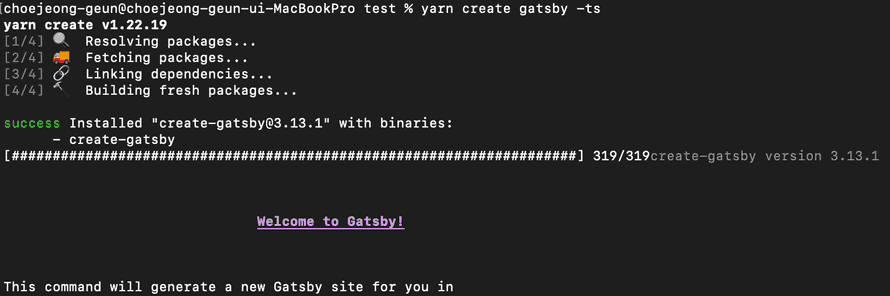 choejeong-geun@choejeong-geun-ui-MacBookPro test % yarn create gatsby -ts
yarn create v1.22.19
[1/4] 🔍  Resolving packages...
[2/4] 🚚  Fetching packages...
[3/4] 🔗  Linking dependencies...
[4/4] 🔨  Building fresh packages...
success Installed "create-gatsby@3.13.1" with binaries:
- create-gatsby
[######################################################################] 319/319create-gatsby version 3.13.1
Welcome to Gatsby!
This command will generate a new Gatsby site for you in